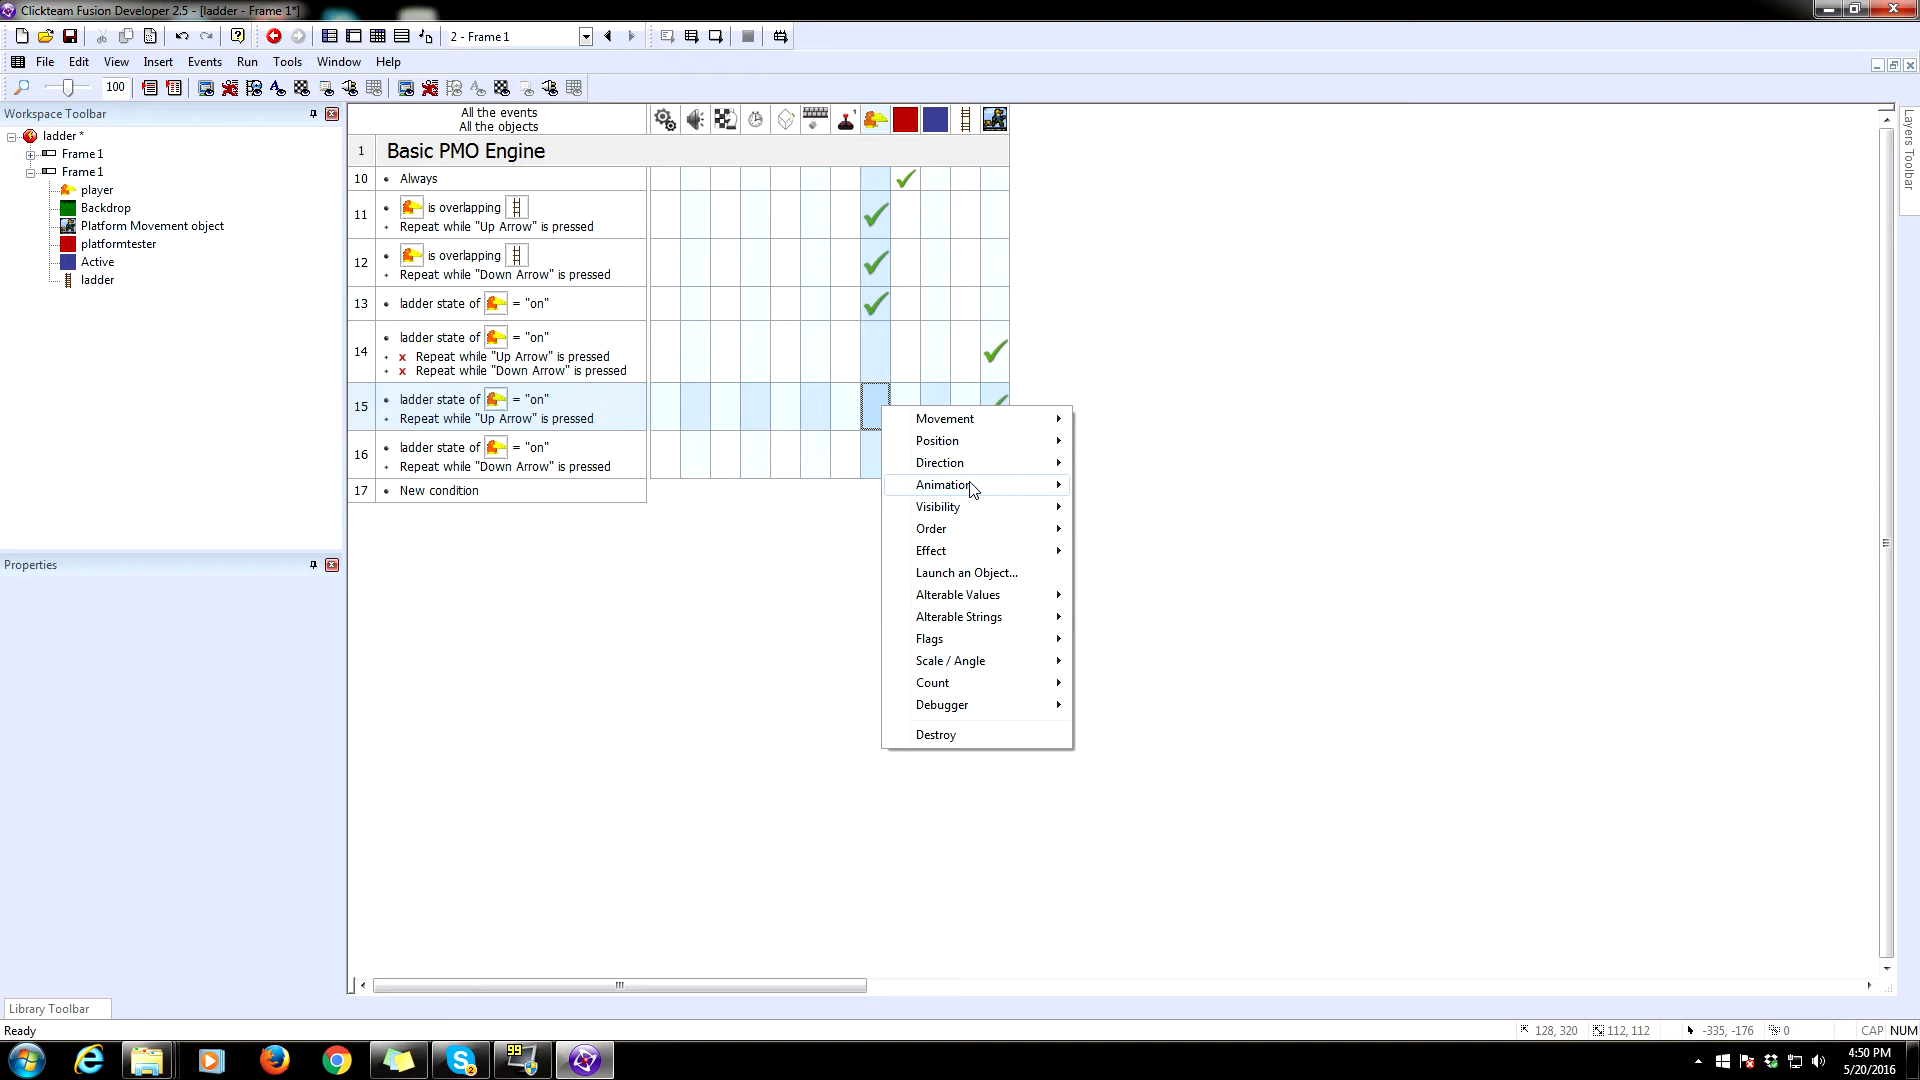 Clickteam Fusion Developer 2.5 - [ladder - Frame 1*]
2 - Frame 1
File Edit View Insert Events Run Tools Window Help
100
Workspace Toolbar
ladder *
Frame 1
Frame 1
player
Backdrop
Platform Movement object
platformtester
Active
ladder
Properties
Library Toolbar
Layers Toolbar
All the events
All the objects
1 Basic PMO Engine
10 Always
11 is overlapping
Repeat while "Up Arrow" is pressed
12 is overlapping
Repeat while "Down Arrow" is pressed
13 ladder state of = "on"
14 ladder state of = "on"
X Repeat while "Up Arrow" is pressed
X Repeat while "Down Arrow" is pressed
15 ladder state of = "on"
Repeat while "Up Arrow" is pressed
16 ladder state of = "on"
Repeat while "Down Arrow" is pressed
17 New condition
Movement
Position
Direction
Animation
Visibility
Order
Effect
Launch an Object...
Alterable Values
Alterable Strings
Flags
Scale / Angle
Count
Debugger
Destroy
Ready
128, 320 112, 112 -335, -176 0 CAP NUM
2
99
4:50 PM
5/20/2016